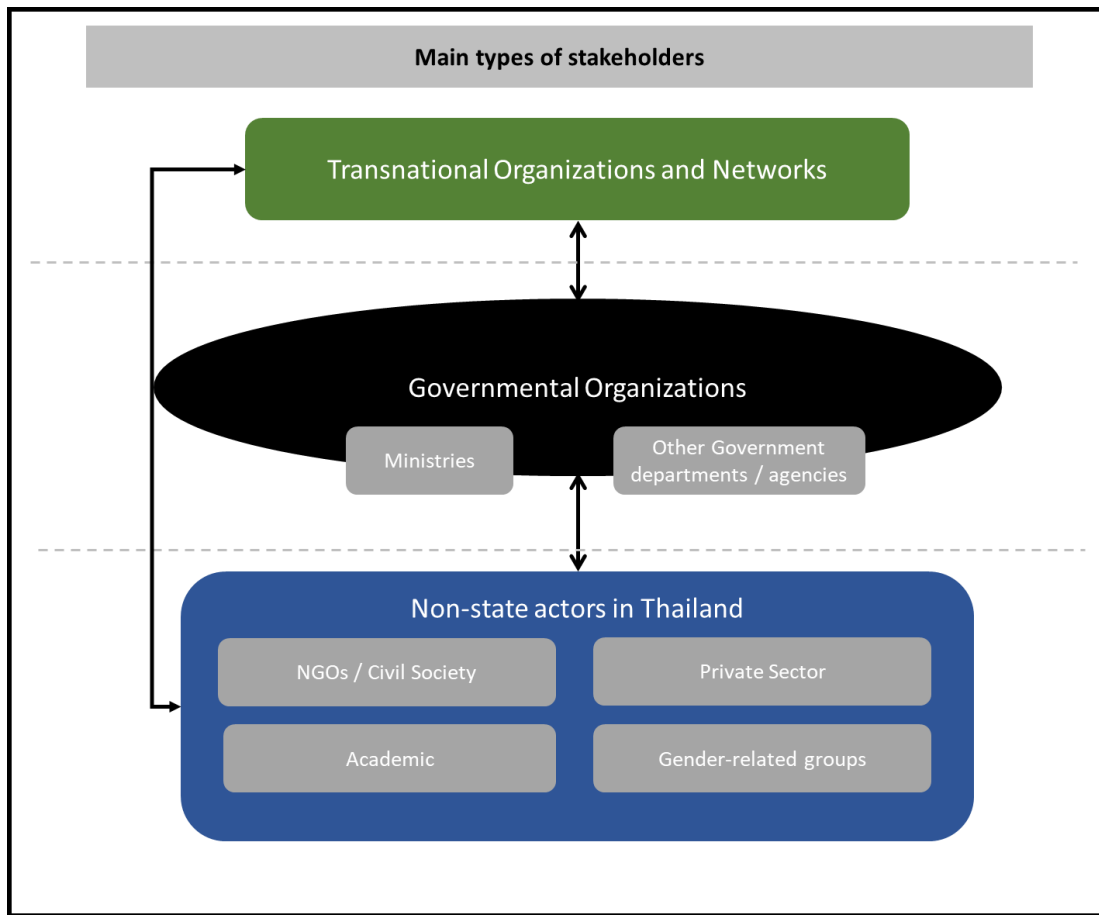 Main types of stakeholders
Transnational Organizations and Networks
Governmental Organizations
Ministries
Other Government
departments / agencies
Non-state actors in Thailand
NGOs / Civil Society
Private Sector
Academic
Gender-related groups